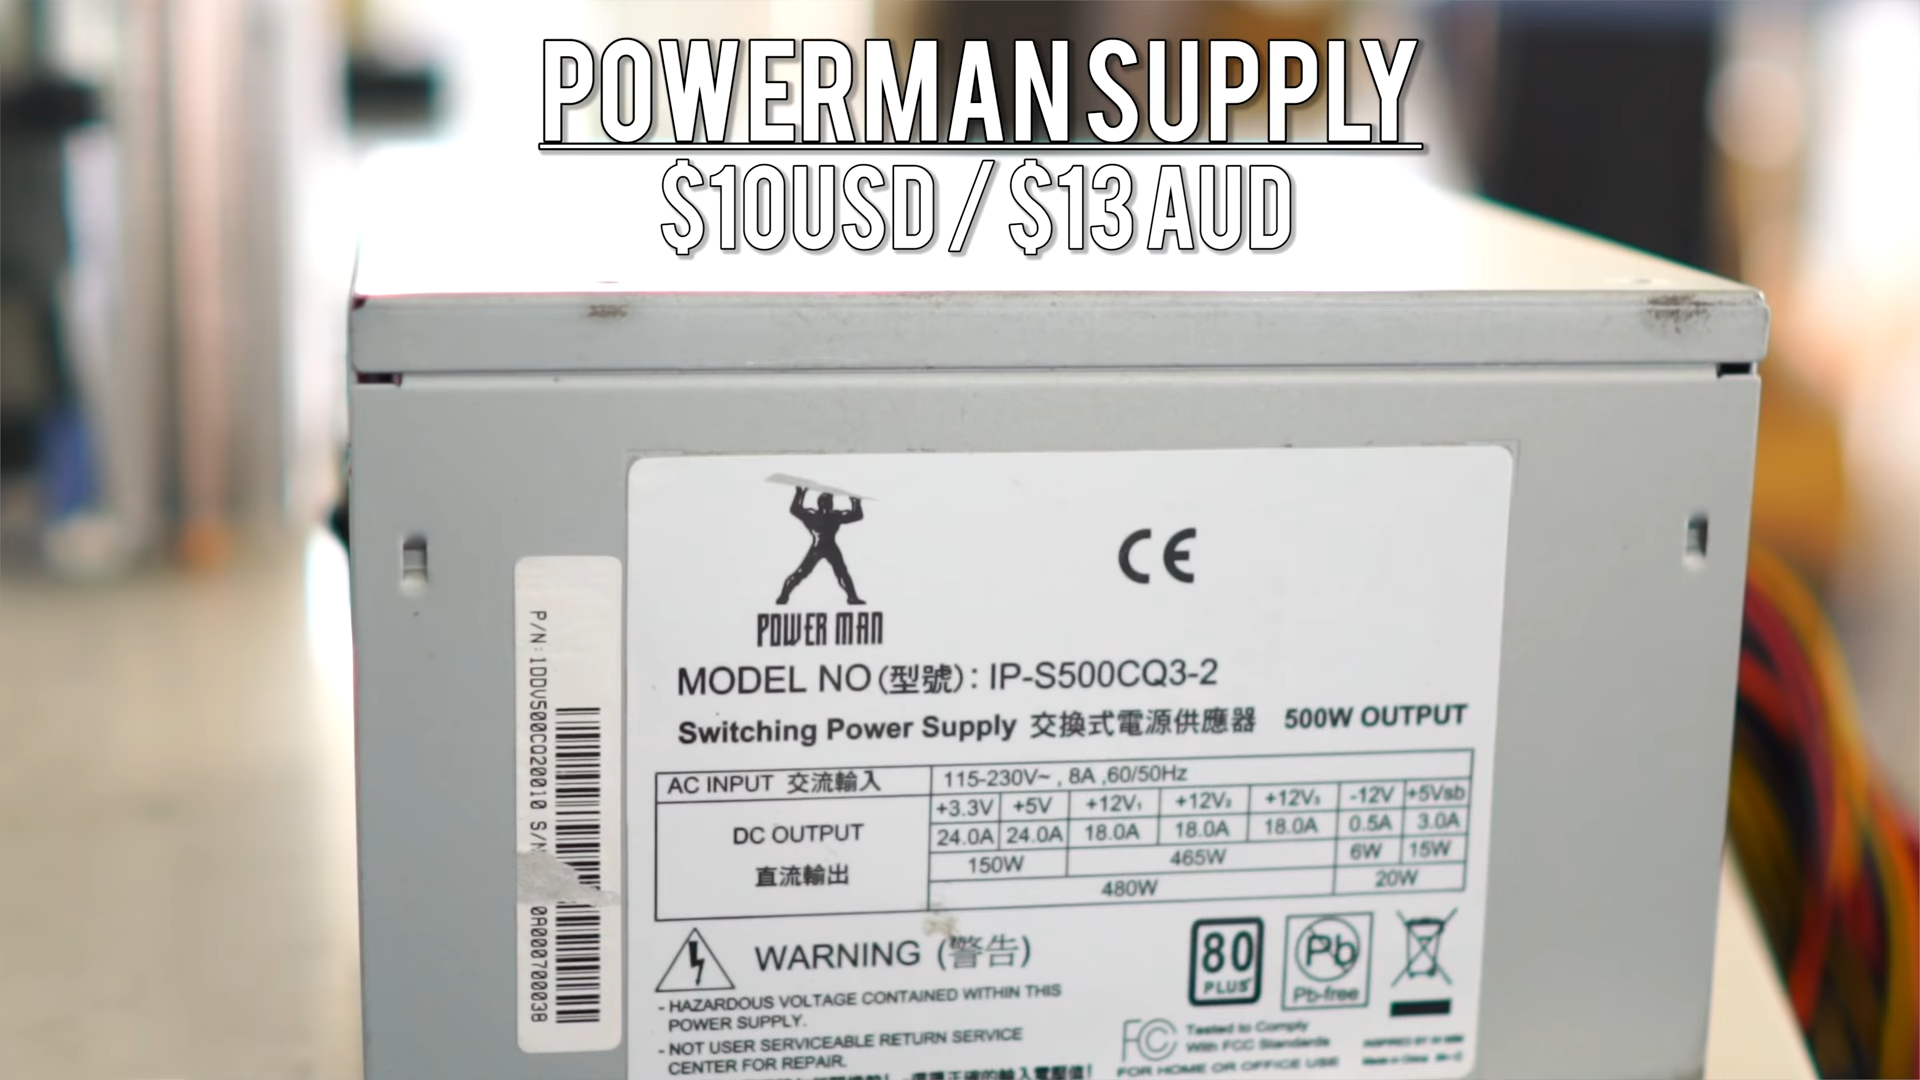 POWERMAN SUPPLY
$10USD / $13 AUD
POWER MAN
CE
MODEL NO (型號): IP-S500CQ3-2
Switching Power Supply 交換式電源供應器 500W OUTPUT
AC INPUT 交流輸入 115-230V~ , 8A ,60/50Hz
DC OUTPUT
直流輸出
+3.3V +5V +12V₁ +12V₂ +12V₃ -12V +5Vsb
24.0A 24.0A 18.0A 18.0A 18.0A 0.5A 3.0A
150W 465W 6W 15W
480W 20W
WARNING (警告)
- HAZARDOUS VOLTAGE CONTAINED WITHIN THIS
POWER SUPPLY.
- NOT USER SERVICEABLE RETURN SERVICE
CENTER FOR REPAIR.
80
PLUS
Pb
Pb-free
FC Tested to Comply
With FCC Standards
FOR HOME OR OFFICE USE
Made in China
P/N:1DDV500CQ20010 S/N
0A00070003B